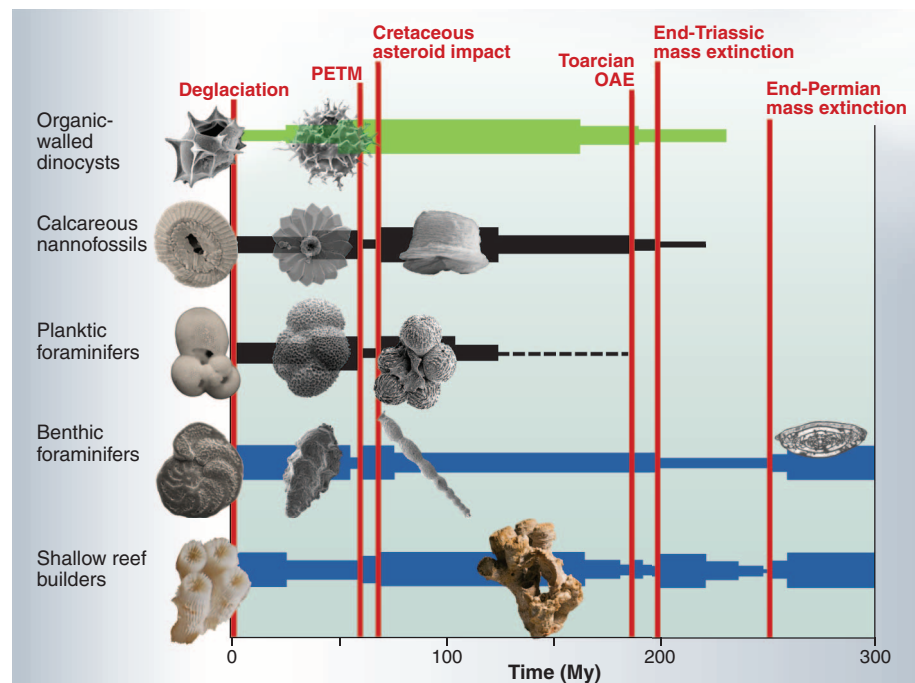 Cretaceous
asteroid impact
End-Triassic
mass extinction
PETM
Toarcian
OAE
Deglaciation
End-Permian
mass extinction
Organic-
walled
dinocysts
Calcareous
nannofossils
Planktic
foraminifers
Benthic
foraminifers
Shallow reef
builders
0
100
200
300
Time (My)